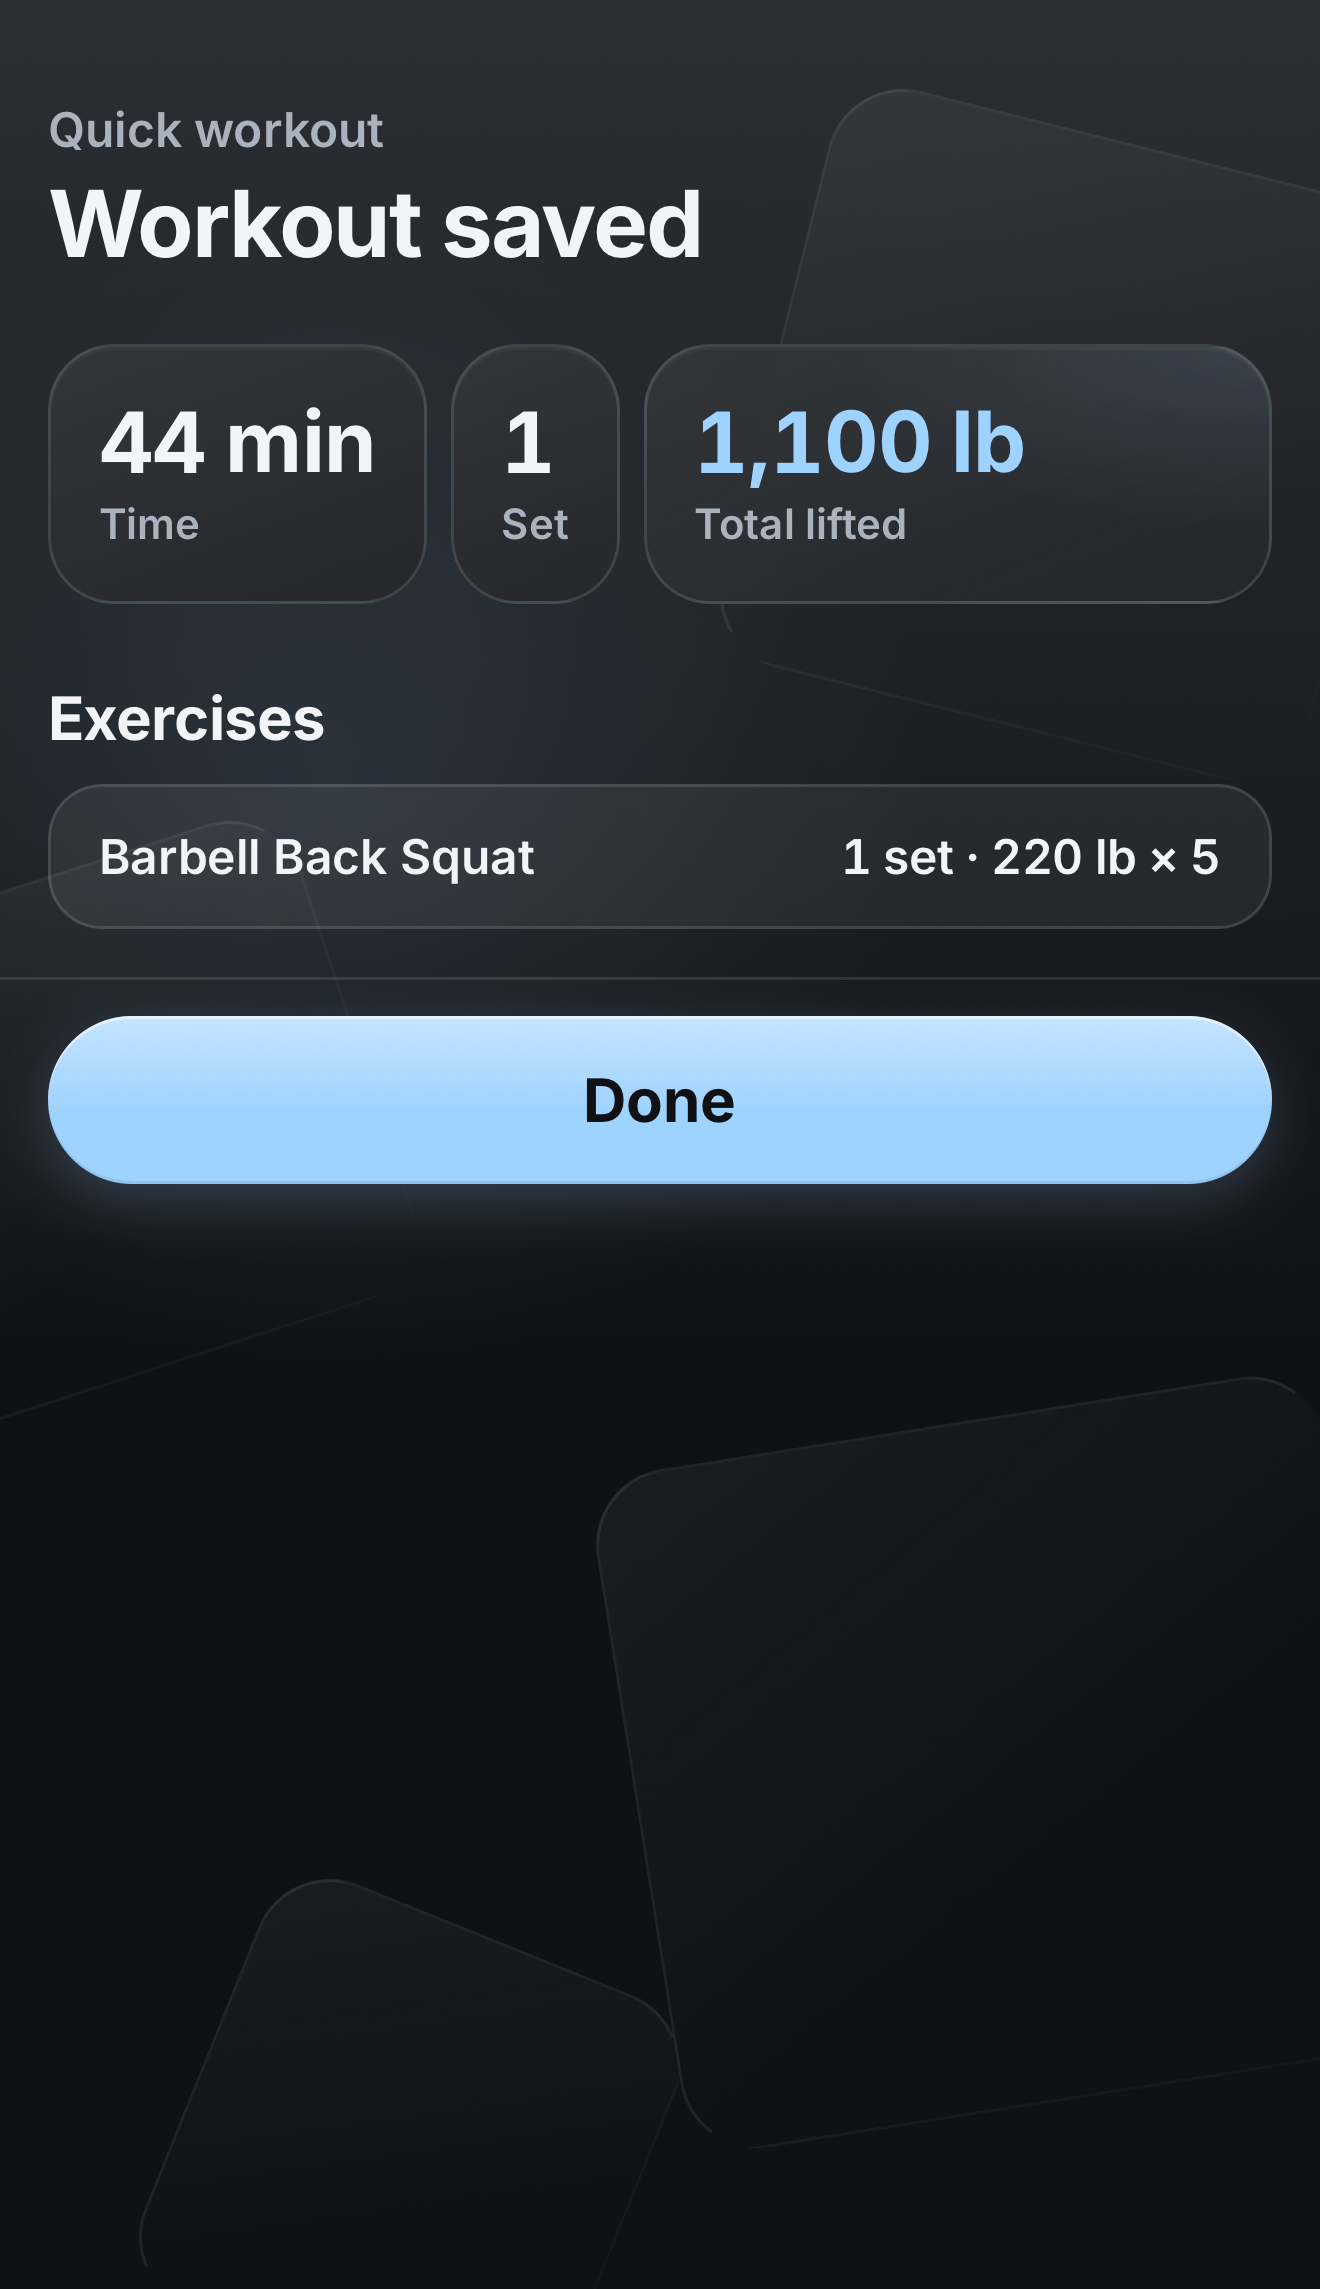 Quick workout
Workout saved
44 min
Time
1
Set
1,100 lb
Total lifted
Exercises
Barbell Back Squat
1 set · 220 lb × 5
Done